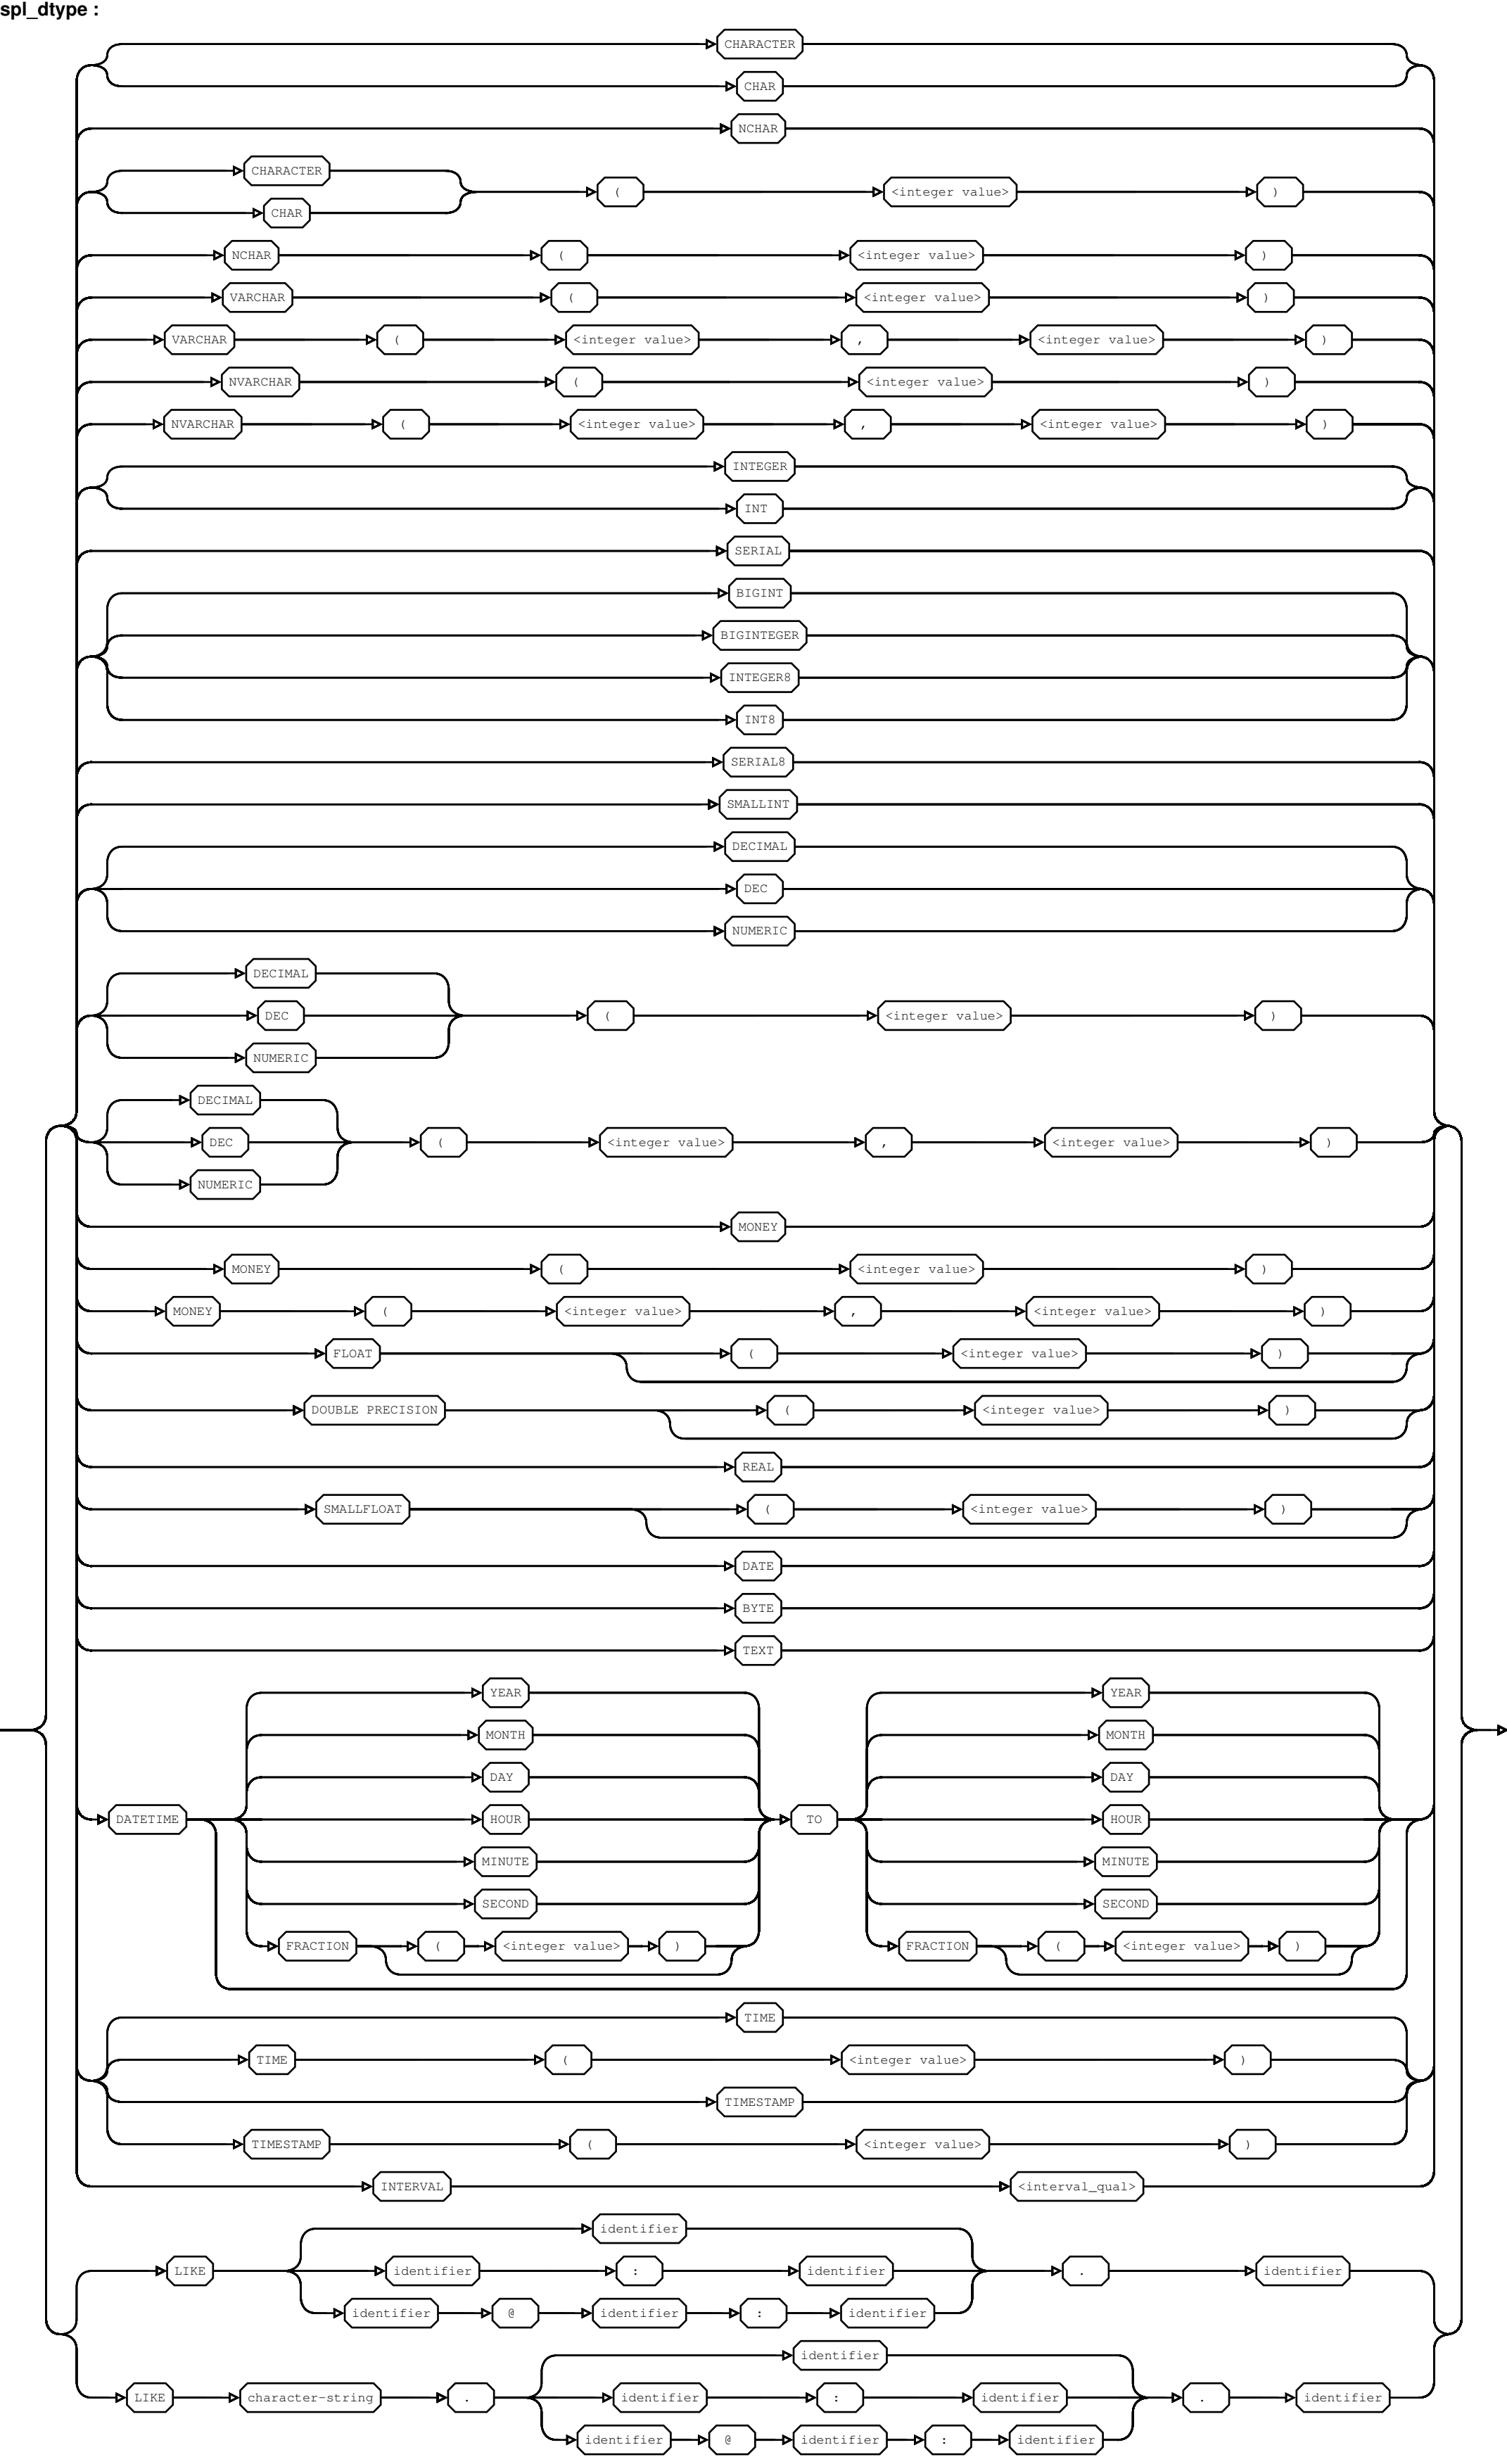 spl_dtype :
CHARACTER
CHAR
NCHAR
CHARACTER
( <integer value> )
CHAR
NCHAR ( <integer value> )
VARCHAR ( <integer value> )
VARCHAR ( <integer value> , <integer value> )
NVARCHAR ( <integer value> )
NVARCHAR ( <integer value> , <integer value> )
INTEGER
INT
SERIAL
BIGINT
BIGINTEGER
INTEGER8
INT8
SERIAL8
SMALLINT
DECIMAL
DEC
NUMERIC
DECIMAL
DEC ( <integer value> )
NUMERIC
DECIMAL
DEC ( <integer value> , <integer value> )
NUMERIC
MONEY
MONEY ( <integer value> )
MONEY ( <integer value> , <integer value> )
FLOAT ( <integer value> )
DOUBLE PRECISION ( <integer value> )
REAL
SMALLFLOAT ( <integer value> )
DATE
BYTE
TEXT
YEAR YEAR
MONTH MONTH
DAY DAY
DATETIME HOUR TO HOUR
MINUTE MINUTE
SECOND SECOND
FRACTION ( <integer value> ) FRACTION ( <integer value> )
TIME
TIME ( <integer value> )
TIMESTAMP
TIMESTAMP ( <integer value> )
INTERVAL <interval_qual>
identifier
LIKE identifier : identifier . identifier
identifier @ identifier : identifier
identifier
LIKE character-string . identifier : identifier . identifier
identifier @ identifier : identifier